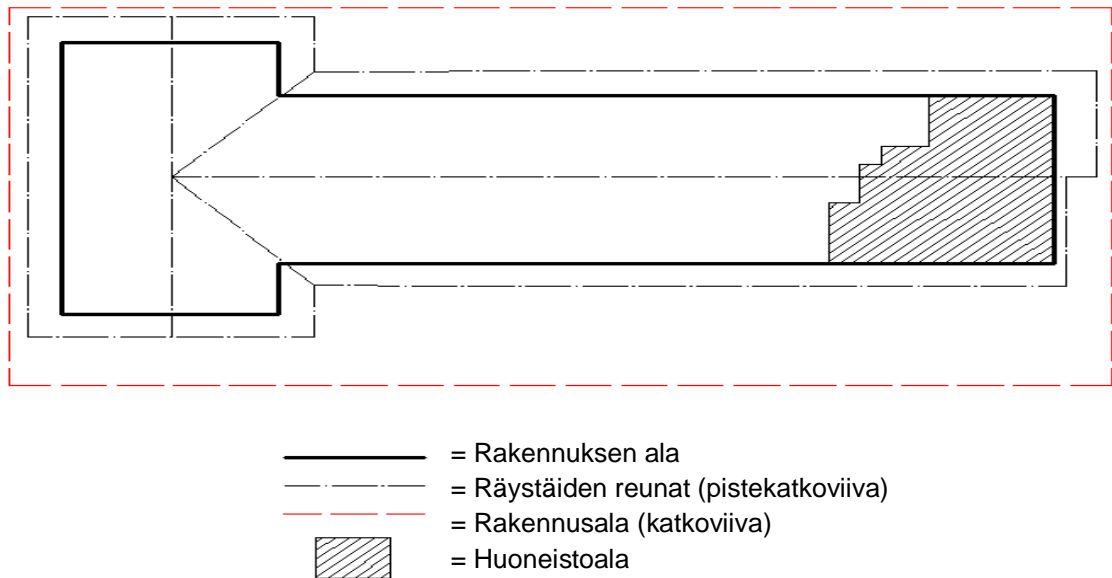 = Rakennuksen ala
= Räystäiden reunat (pistekatkoviiva)
= Rakennusala (katkoviiva)
= Huoneistoala